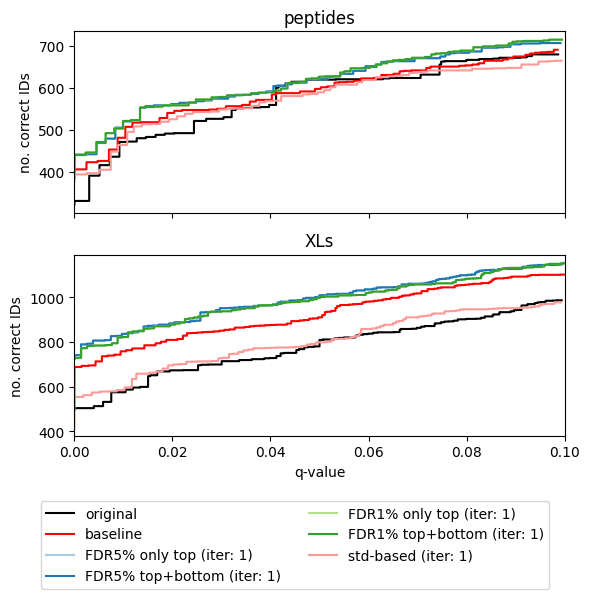 peptides
700
600
500
400
no. correct IDs
XLs
1000
800
600
400
no. correct IDs
0.00 0.02 0.04 0.06 0.08 0.10
q-value
original
baseline
FDR5% only top (iter: 1)
FDR5% top+bottom (iter: 1)
FDR1% only top (iter: 1)
FDR1% top+bottom (iter: 1)
std-based (iter: 1)